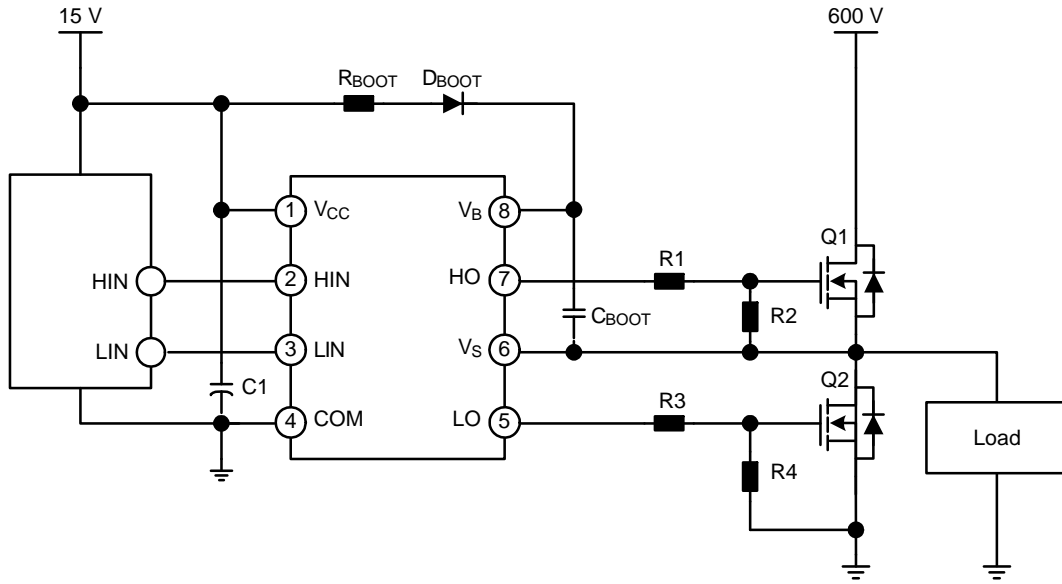 15 V
600 V
RBOOT
DBOOT
1
VCC
VB
8
Q1
HIN
2
HIN
HO
7
R1
R2
CBOOT
LIN
3
LIN
VS
6
Q2
C1
4
COM
LO
5
R3
Load
R4